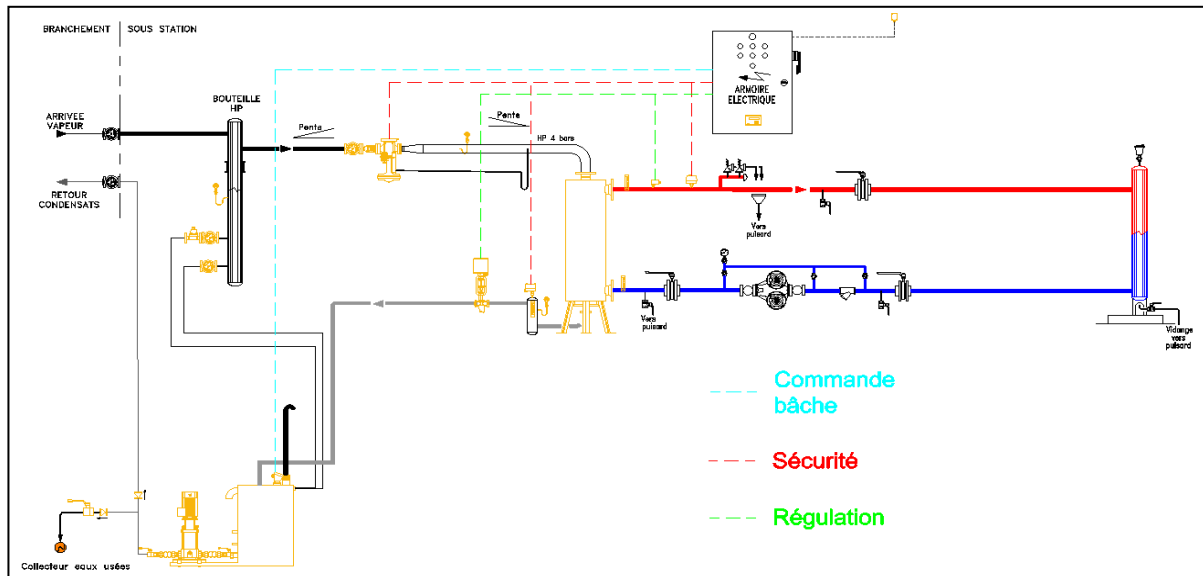 BRANCHEMENT
SOUS STATION
BOUTEILLE
HP
ARRIVEE
VAPEUR
RETOUR
CONDENSATS
Pente
Pente
HP 4 bars
ARMOIRE
ELECTRIQUE
Vers
puisard
Vers
puisard
Vidange
vers
puisard
Commande
bâche
Sécurité
Régulation
Collecteur eaux usées